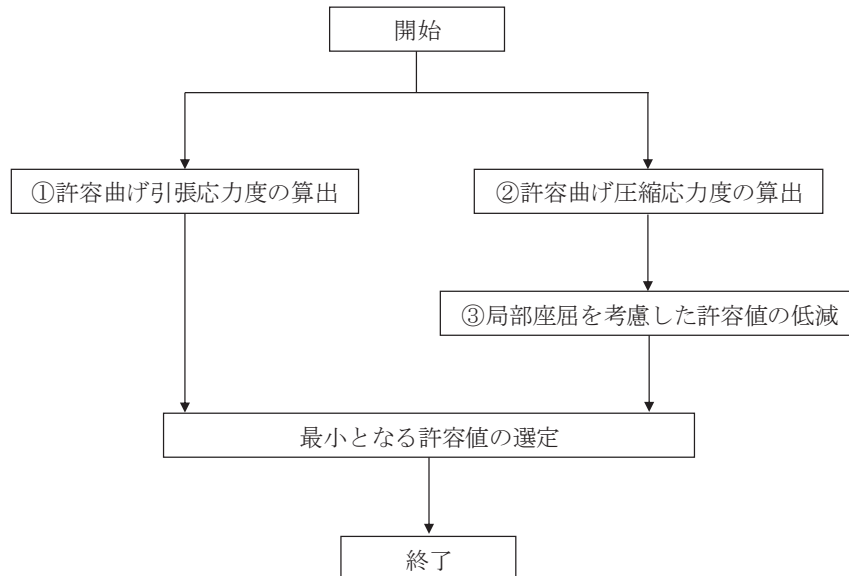 開始
①許容曲げ引張応力度の算出
②許容曲げ圧縮応力度の算出
③局部座屈を考慮した許容値の低減
最小となる許容値の選定
終了